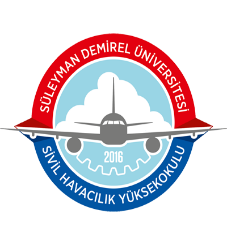 SÜLEYMAN DEMİREL ÜNİVERSİTESİ
2016
SİVİL HAVACILIK YÜKSEKOKULU